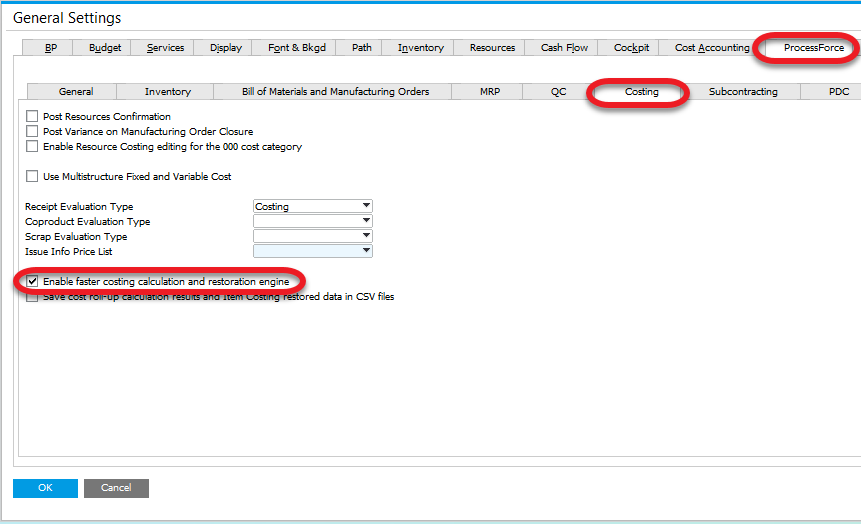 General Settings
BP Budget Services Display Font & Bkgd Path Inventory Resources Cash Flow Cockpit Cost Accounting ProcessForce
General Inventory Bill of Materials and Manufacturing Orders MRP QC Costing Subcontracting PDC
Post Resources Confirmation
Post Variance on Manufacturing Order Closure
Enable Resource Costing editing for the 000 cost category
Use Multistructure Fixed and Variable Cost
Receipt Evaluation Type Costing
Coproduct Evaluation Type
Scrap Evaluation Type
Issue Info Price List
Enable faster costing calculation and restoration engine
Save cost roll-up calculation results and Item Costing restored data in CSV files
OK Cancel